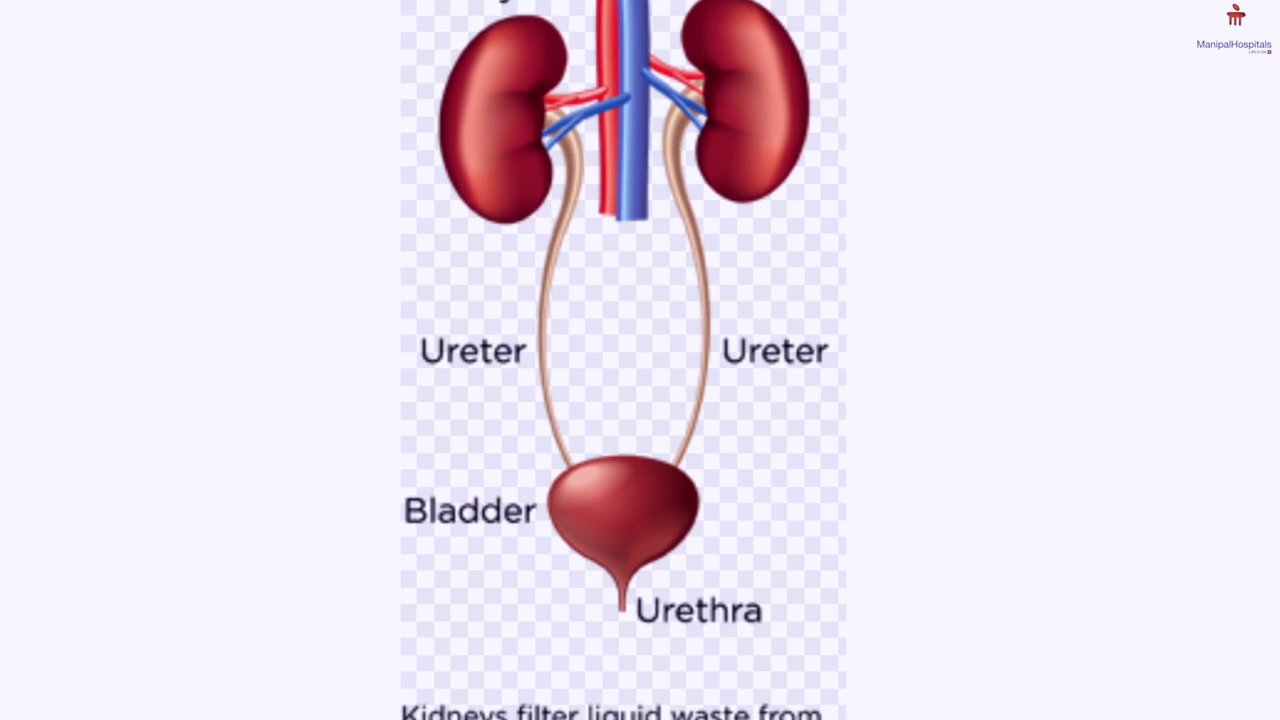 ManipalHospitals
Ureter
Ureter
Bladder
Urethra
Kidneys filter liquid waste from